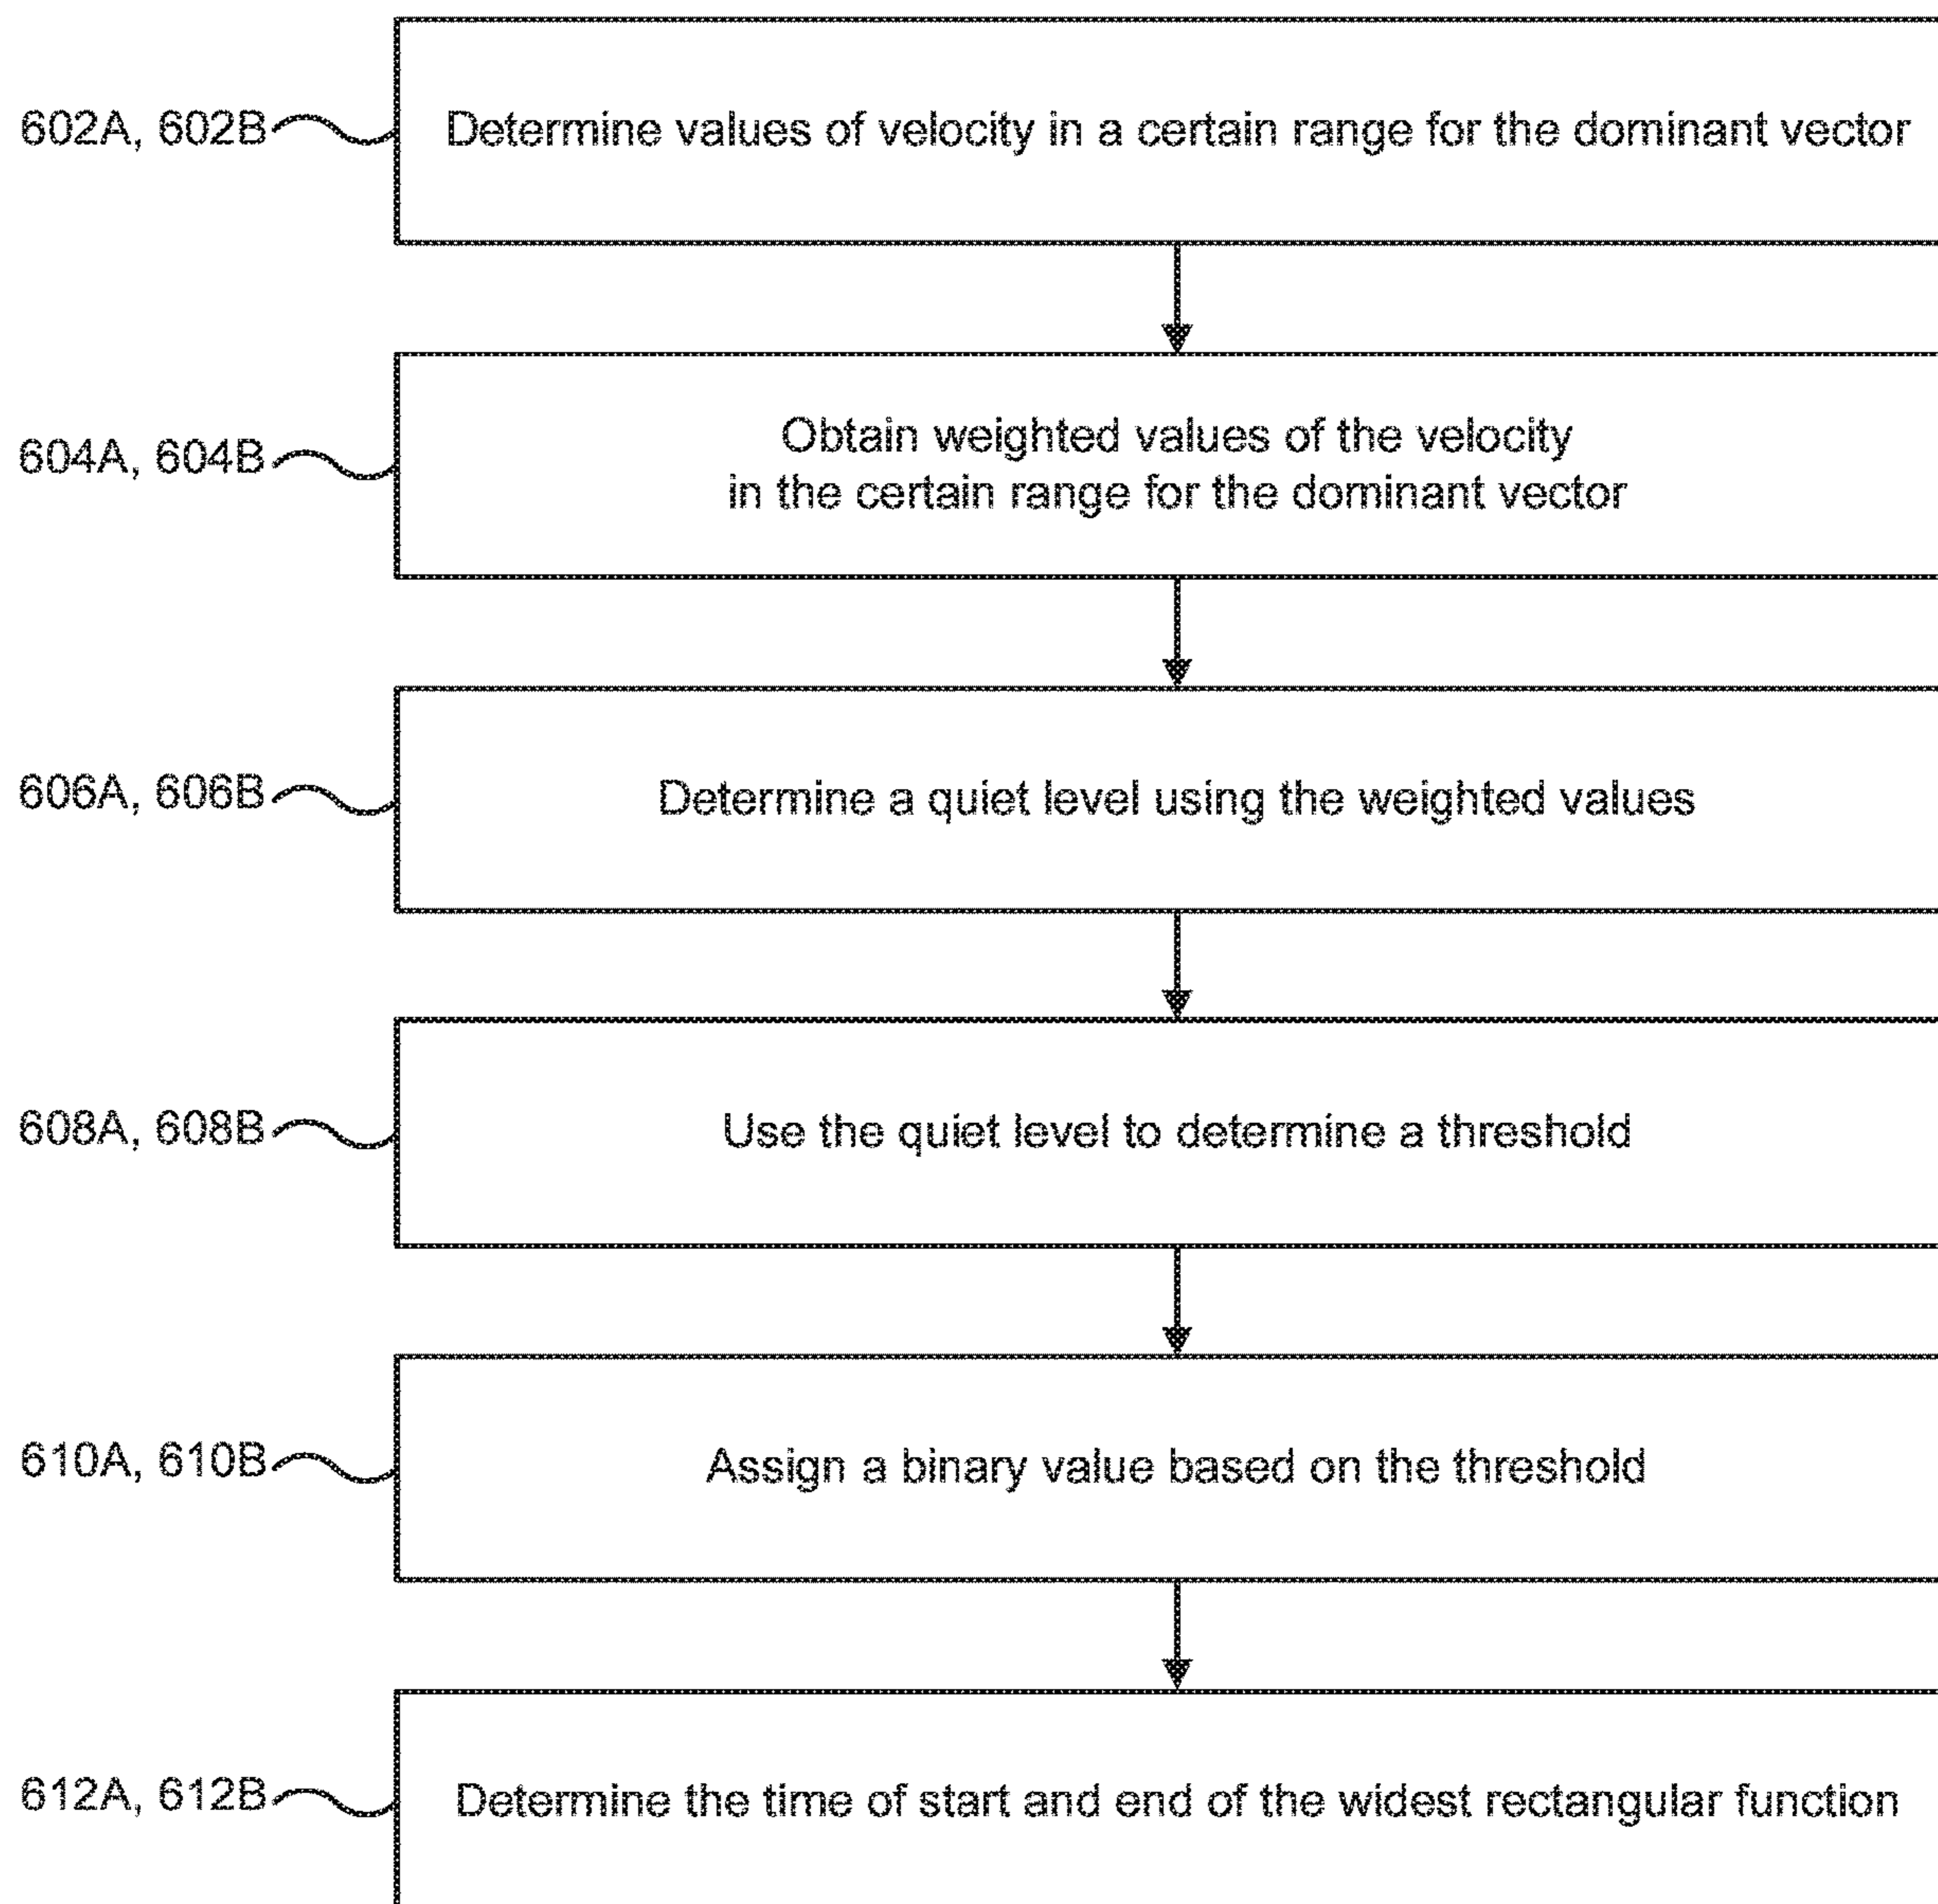 602A, 602B
Determine values of velocity in a certain range for the dominant vector
604A, 604B
Obtain weighted values of the velocity
in the certain range for the dominant vector
606A, 606B
Determine a quiet level using the weighted values
608A, 608B
Use the quiet level to determine a threshold
610A, 610B
Assign a binary value based on the threshold
612A, 612B
Determine the time of start and end of the widest rectangular function